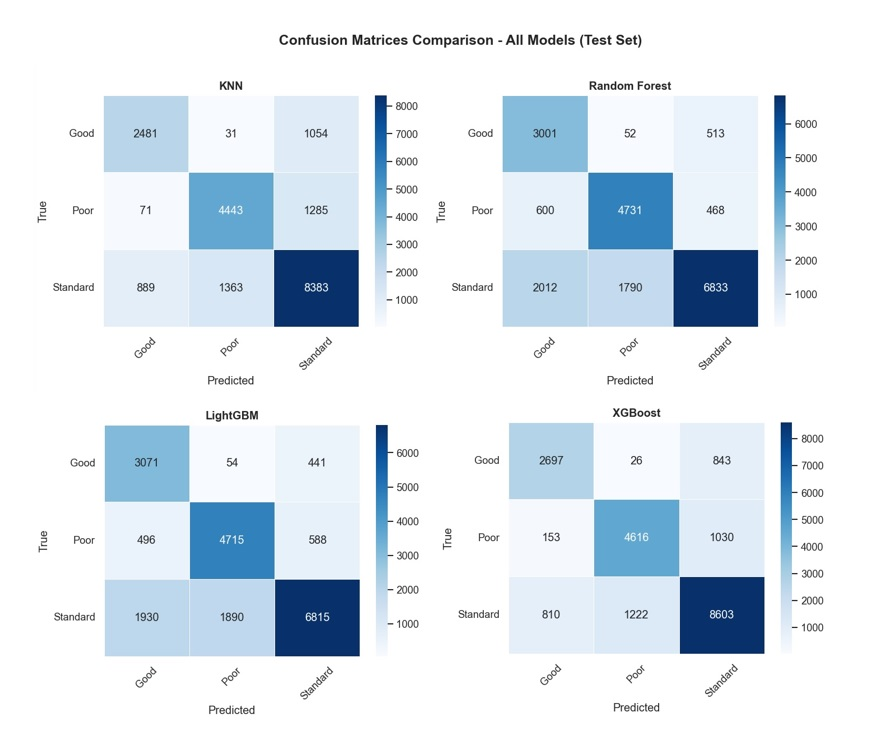 Confusion Matrices Comparison - All Models (Test Set)
KNN
Good 2481 31 1054
Poor 71 4443 1285
Standard 889 1363 8383
True
Good Poor Standard
Predicted
8000
7000
6000
5000
4000
3000
2000
1000
Random Forest
Good 3001 52 513
Poor 600 4731 468
Standard 2012 1790 6833
True
Good Poor Standard
Predicted
6000
5000
4000
3000
2000
1000
LightGBM
Good 3071 54 441
Poor 496 4715 588
Standard 1930 1890 6815
True
Good Poor Standard
Predicted
6000
5000
4000
3000
2000
1000
XGBoost
Good 2697 26 843
Poor 153 4616 1030
Standard 810 1222 8603
True
Good Poor Standard
Predicted
8000
7000
6000
5000
4000
3000
2000
1000